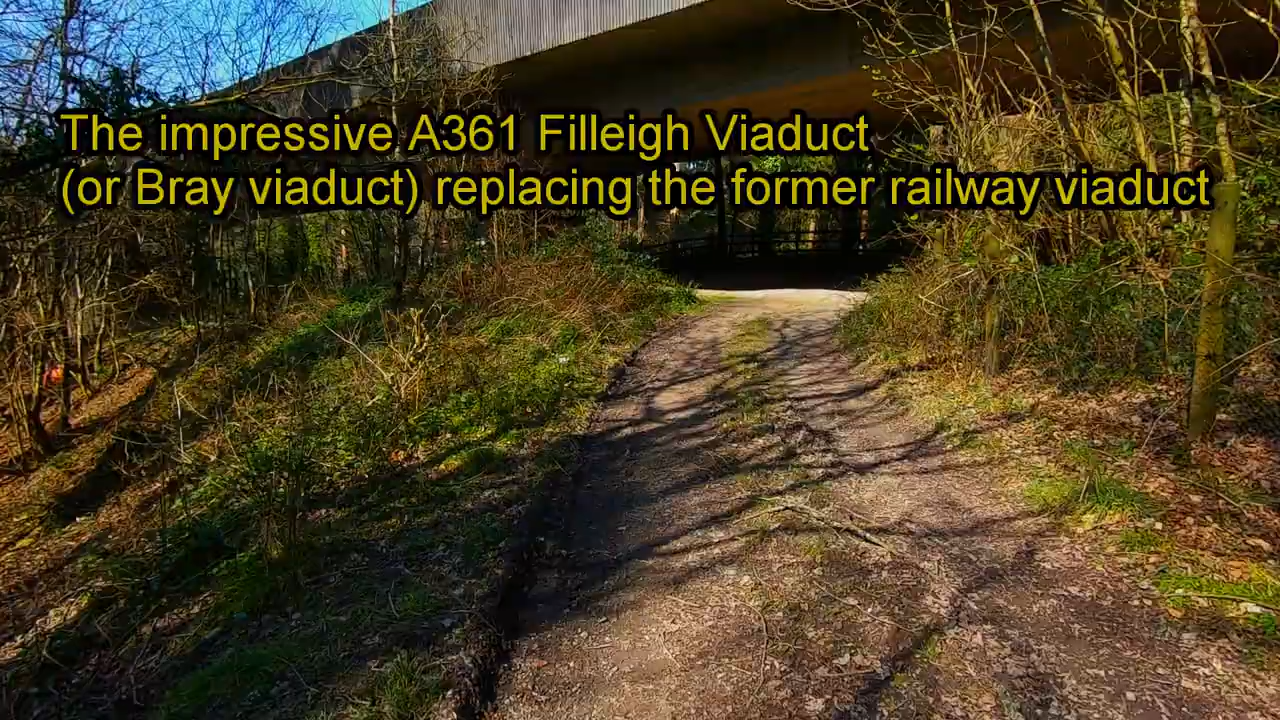 The impressive A361 Filleigh Viaduct
(or Bray viaduct) replacing the former railway viaduct